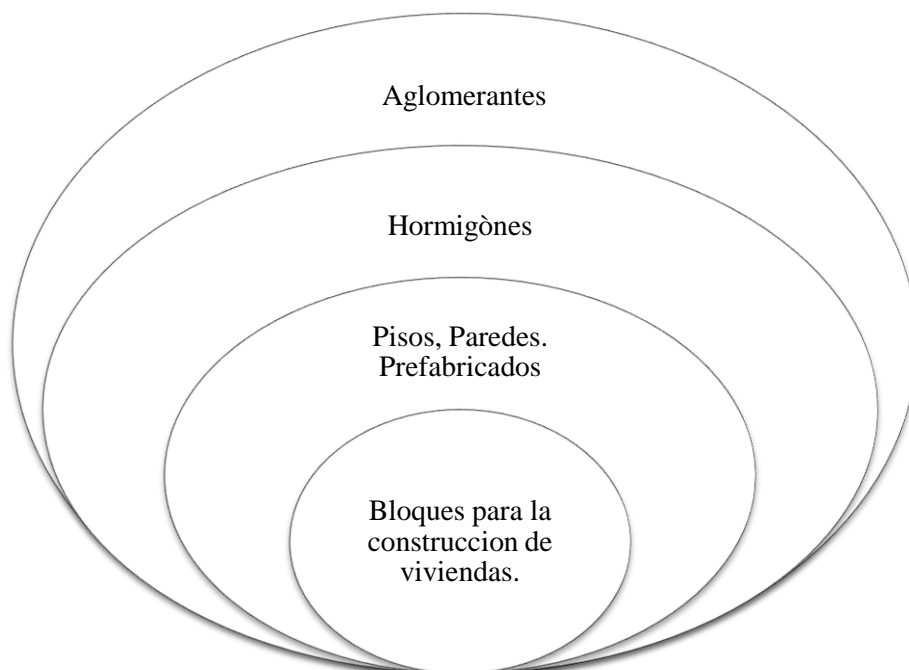 Aglomerantes
Hormigònes
Pisos, Paredes.
Prefabricados
Bloques para la
construccion de
viviendas.